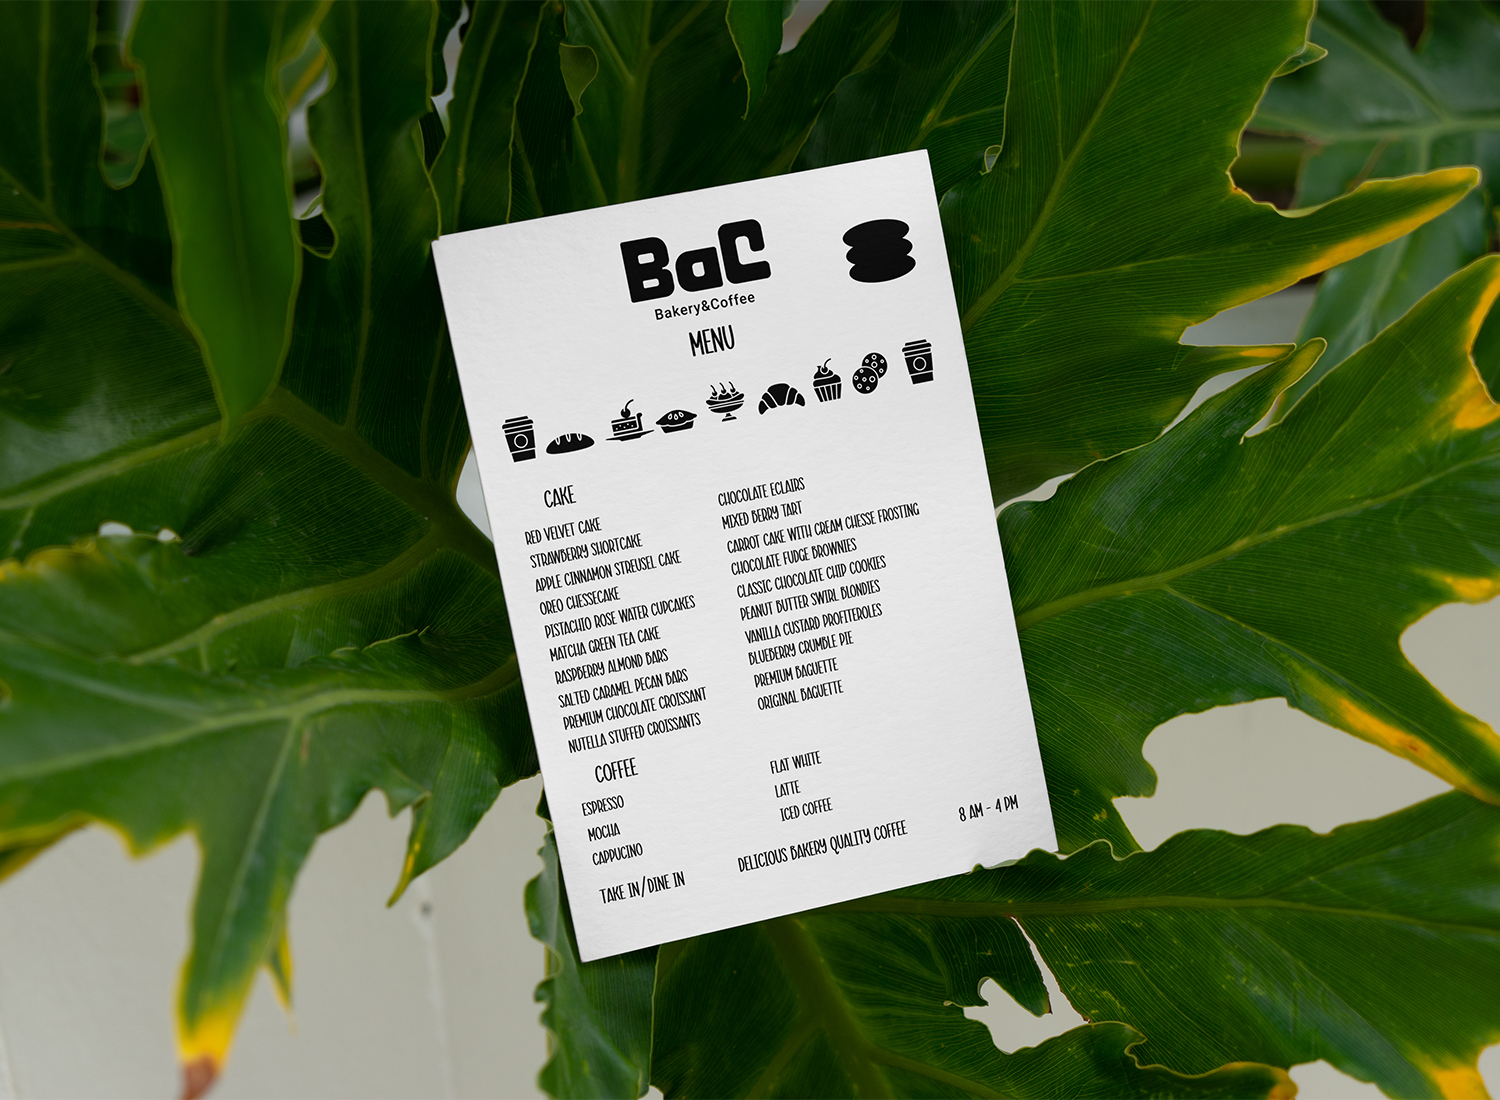 BaC
Bakery&Coffee
MENU
CAKE
RED VELVET CAKE
STRAWBERRY SHORTCAKE
APPLE CINNAMON STREUSEL CAKE
OREO CHESSECAKE
PISTACHIO ROSE WATER CUPCAKES
MATCHA GREEN TEA CAKE
RASPBERRY ALMOND BARS
SALTED CARAMEL PECAN BARS
PREMIUM CHOCOLATE CROISSANT
NUTELLA STUFFED CROISSANTS
CHOCOLATE ECLAIRS
MIXED BERRY TART
CARROT CAKE WITH CREAM CHESSE FROSTING
CHOCOLATE FUDGE BROWNIES
CLASSIC CHOCOLATE CHIP COOKIES
PEANUT BUTTER SWIRL BLONDIES
VANILLA CUSTARD PROFITEROLES
BLUEBERRY CRUMBLE PIE
PREMIUM BAGUETTE
ORIGINAL BAGUETTE
COFFEE
ESPRESSO
MOCHA
CAPPUCINO
FLAT WHITE
LATTE
ICED COFFEE
TAKE IN/DINE IN
DELICIOUS BAKERY QUALITY COFFEE
8 AM - 4 PM